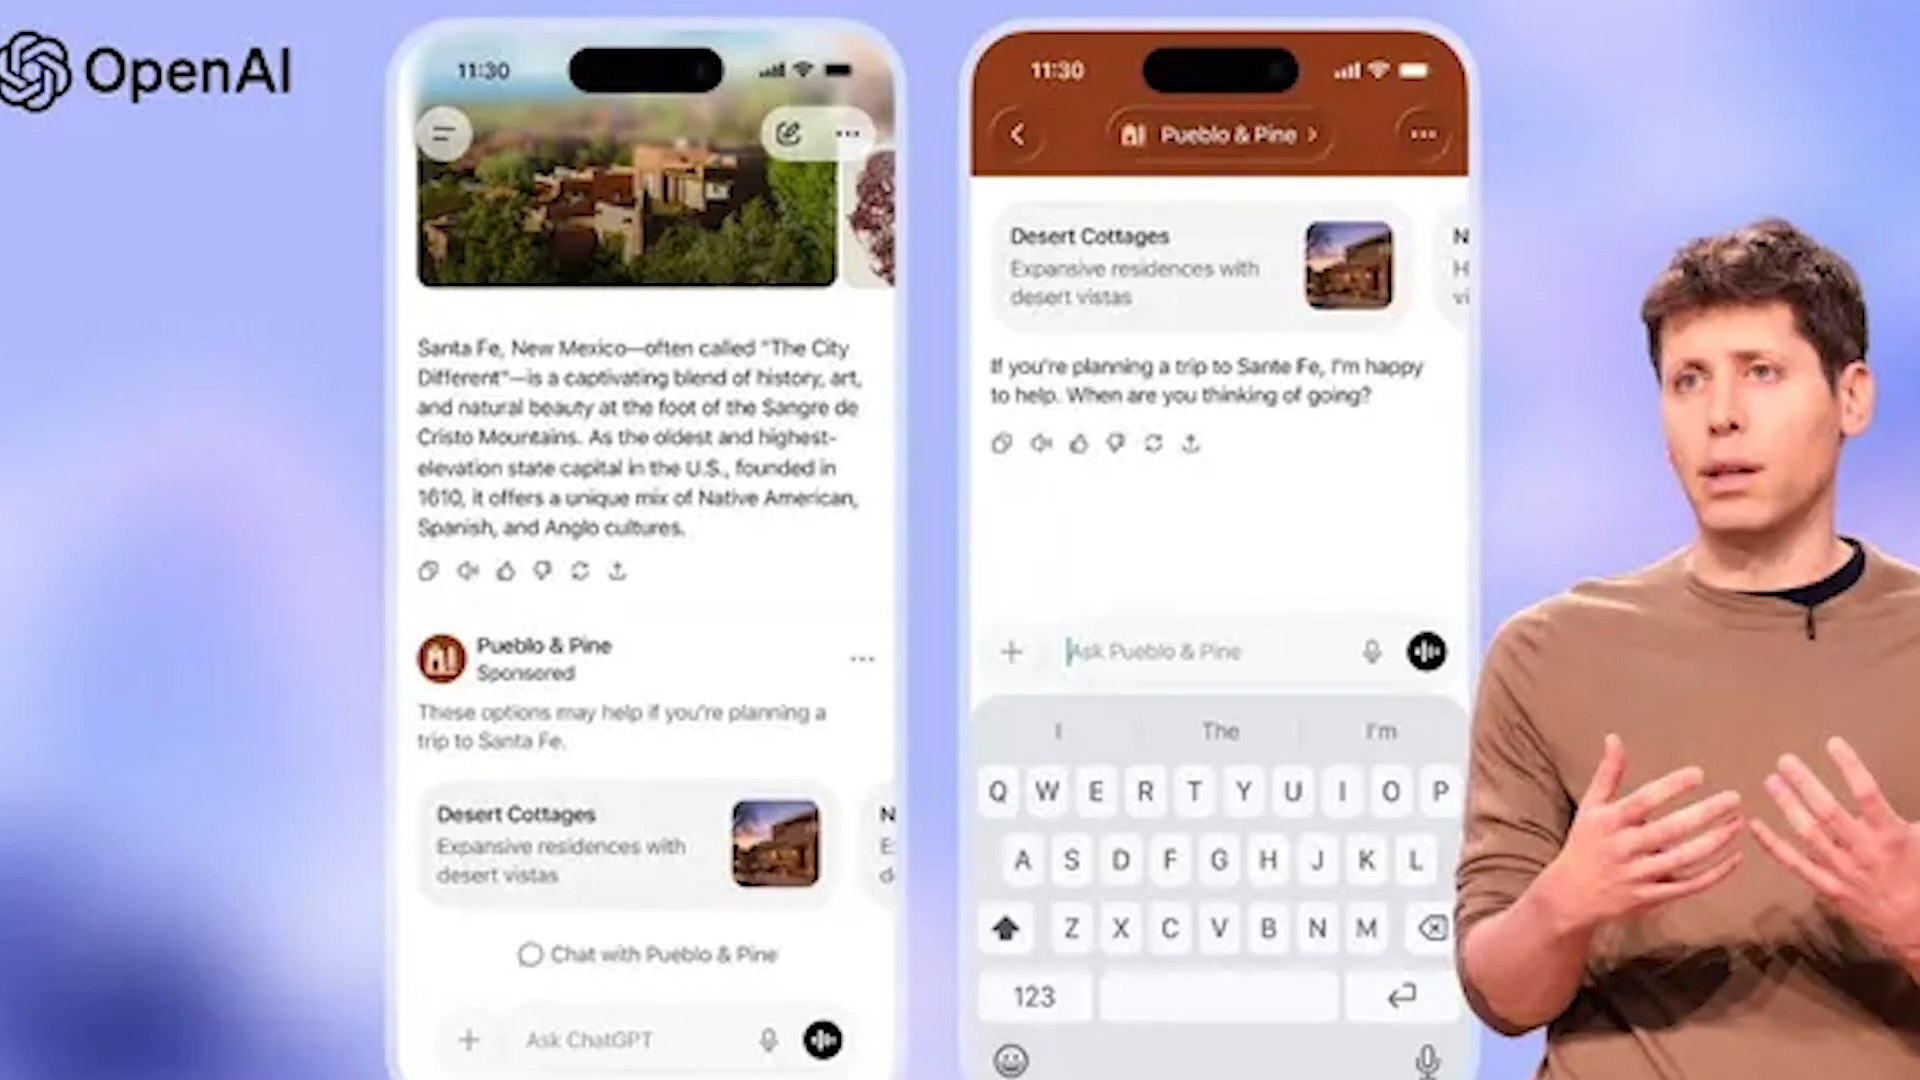 OpenAI
11:30
Santa Fe, New Mexico—often called "The City
Different"—is a captivating blend of history, art,
and natural beauty at the foot of the Sangre de
Cristo Mountains. As the oldest and highest-
elevation state capital in the U.S., founded in
1610, it offers a unique mix of Native American,
Spanish, and Anglo cultures.
Pueblo & Pine
Sponsored
These options may help if you're planning a
trip to Santa Fe.
Desert Cottages
Expansive residences with
desert vistas
N
E
d
Chat with Pueblo & Pine
Ask ChatGPT
11:30
Pueblo & Pine
Desert Cottages
Expansive residences with
desert vistas
N
H
vi
If you're planning a trip to Sante Fe, I'm happy
to help. When are you thinking of going?
Ask Pueblo & Pine
I The I'm
Q W E R T Y U I O P
A S D F G H J K L
Z X C V B N M
123